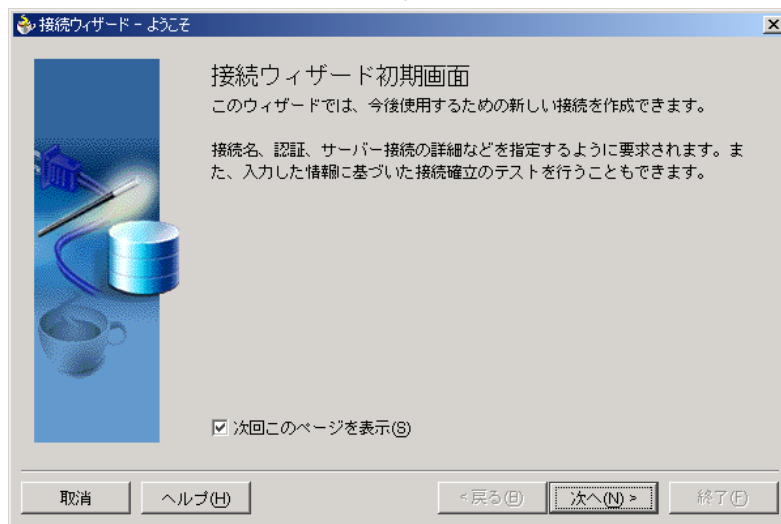 接続ウィザード - ようこそ
接続ウィザード初期画面
このウィザードでは、今後使用するための新しい接続を作成できます。
接続名、認証、サーバー接続の詳細などを指定するように要求されます。ま
た、入力した情報に基づいた接続確立のテストを行うこともできます。
次回このページを表示(S)
取消 ヘルプ(H) <戻る(B) 次へ(N) > 終了(F)